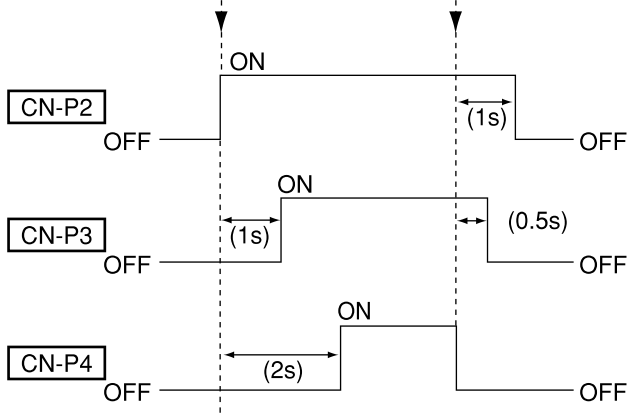 ON
CN-P2
(1s)
OFF
OFF
ON
CN-P3
(1s)
(0.5s)
OFF
OFF
ON
CN-P4
(2s)
OFF
OFF